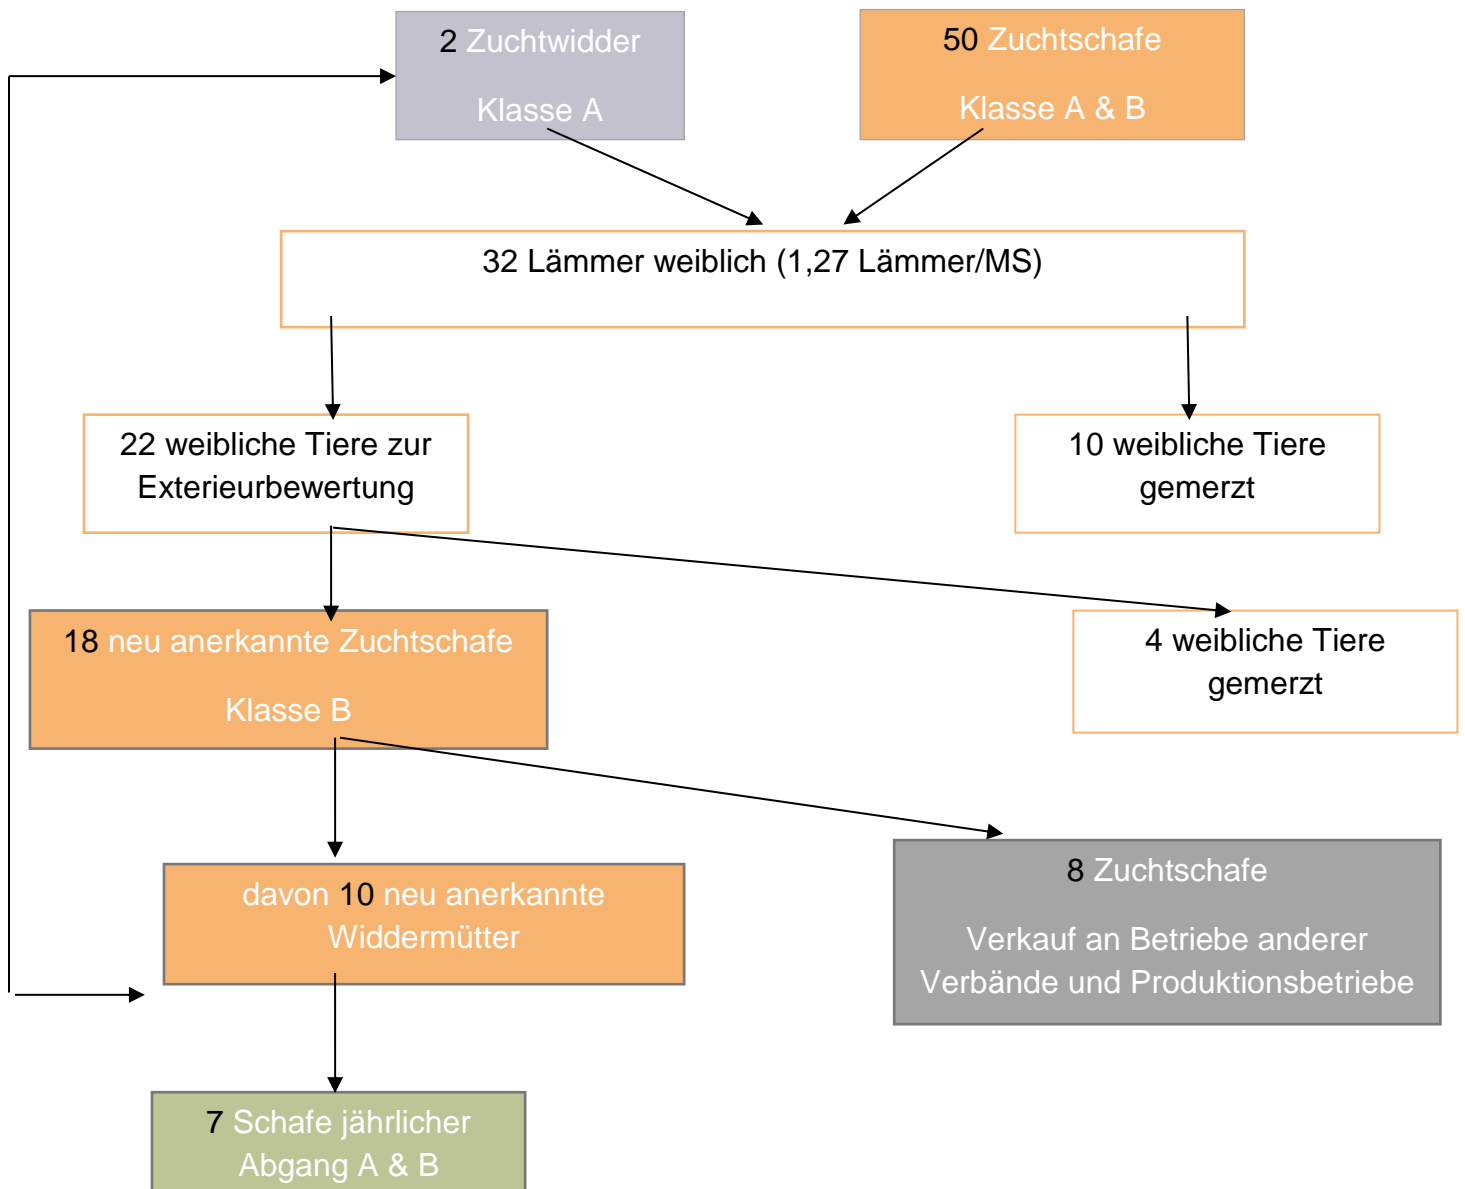 2 Zuchtwidder
Klasse A
50 Zuchtschafe
Klasse A & B
32 Lämmer weiblich (1,27 Lämmer/MS)
22 weibliche Tiere zur
Exterieurbewertung
10 weibliche Tiere
gemerzt
18 neu anerkannte Zuchtschafe
Klasse B
4 weibliche Tiere
gemerzt
davon 10 neu anerkannte
Widdermütter
8 Zuchtschafe
Verkauf an Betriebe anderer
Verbände und Produktionsbetriebe
7 Schafe jährlicher
Abgang A & B